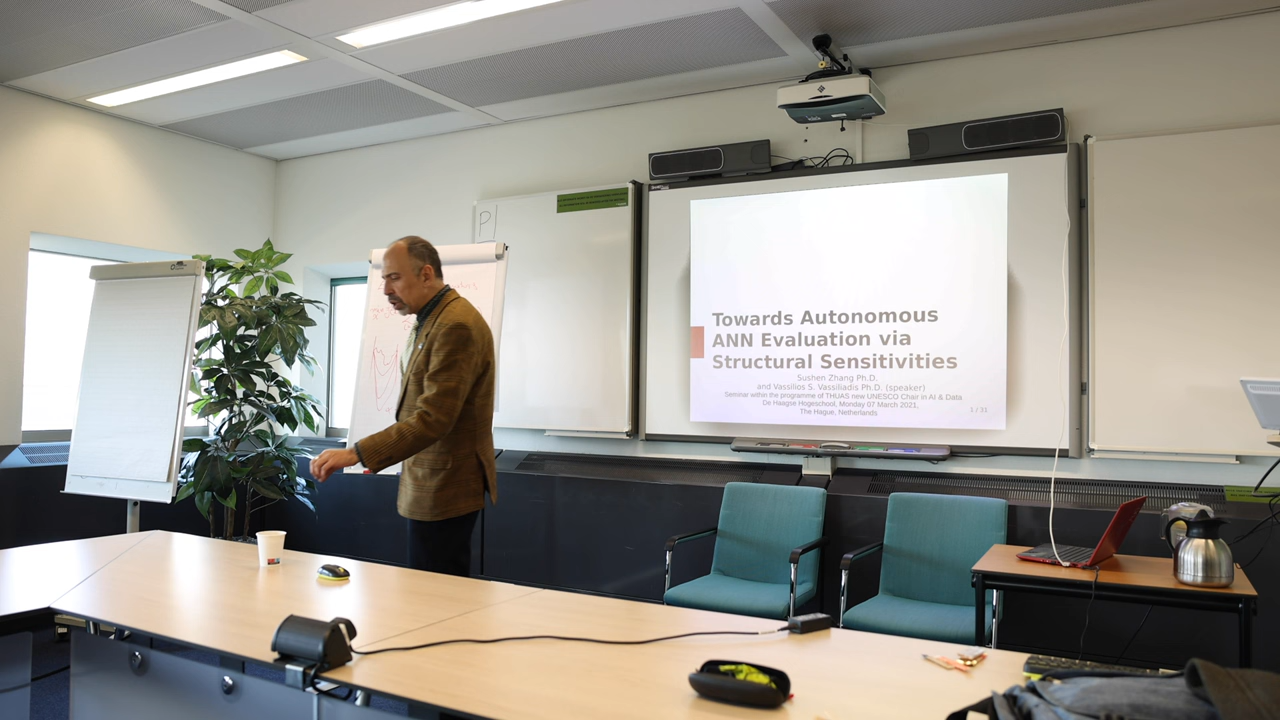 P
Towards Autonomous
ANN Evaluation via
Structural Sensitivities
Sushen Zhang Ph.D.
and Vassilios S. Vassiliadis Ph.D. (speaker)
Seminar within the programme of THUAS new UNESCO Chair in AI & Data
De Haagse Hogeschool, Monday 07 March 2021,
The Hague, Netherlands
1 / 31